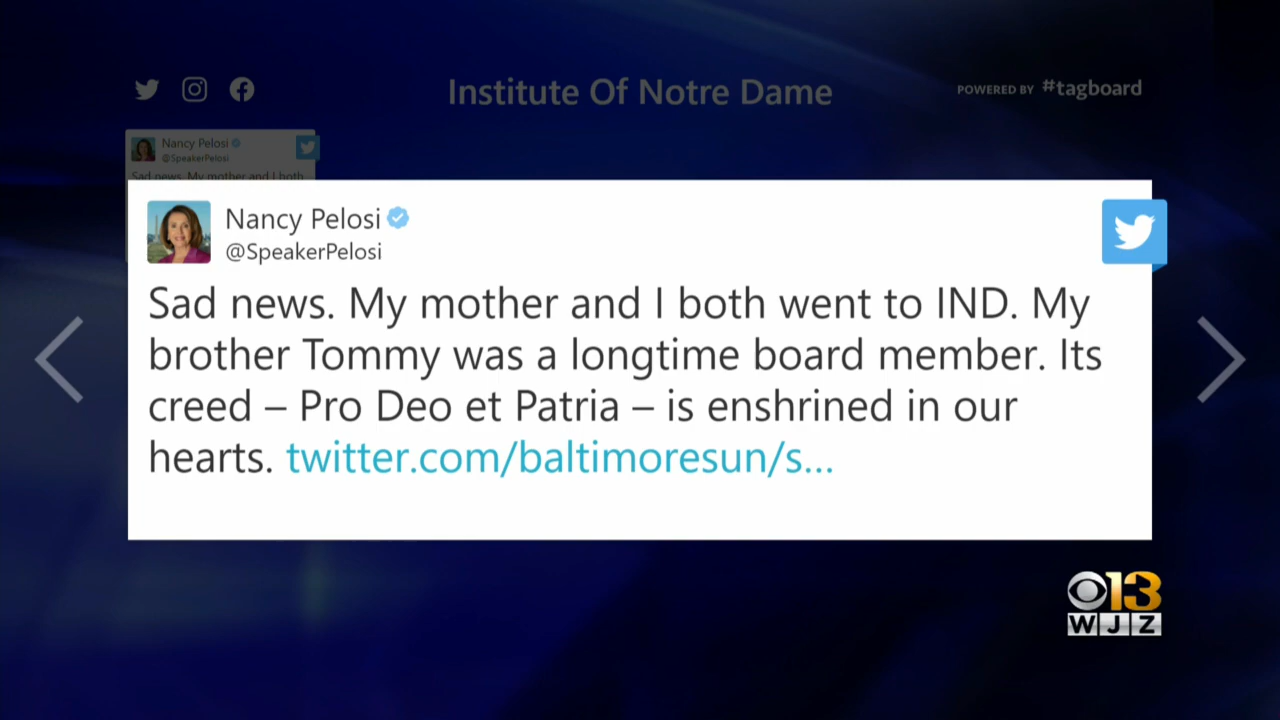 Institute Of Notre Dame
POWERED BY #tagboard
Nancy Pelosi
@SpeakerPelosi
Sad news. My mother and I both
Nancy Pelosi
@SpeakerPelosi
Sad news. My mother and I both went to IND. My
brother Tommy was a longtime board member. Its
creed – Pro Deo et Patria – is enshrined in our
hearts. twitter.com/baltimoresun/s...
13
WJZ